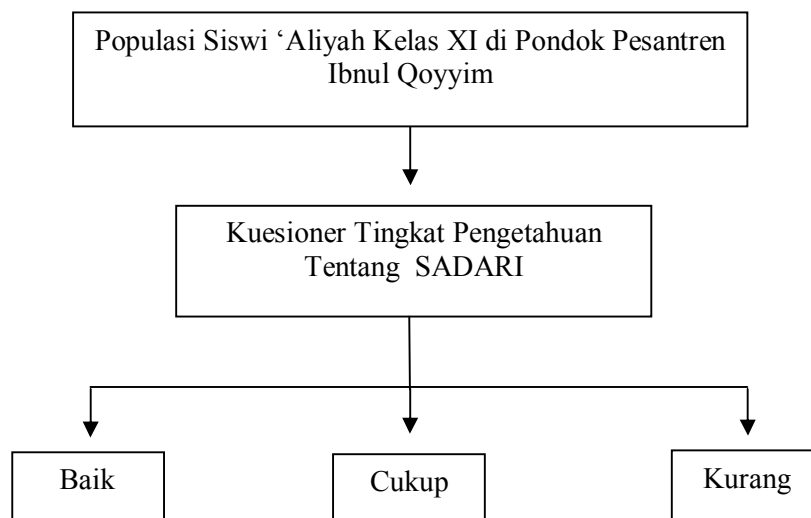 Populasi Siswi ‘Aliyah Kelas XI di Pondok Pesantren
Ibnul Qoyyim
Kuesioner Tingkat Pengetahuan
Tentang  SADARI
Baik
Cukup
Kurang